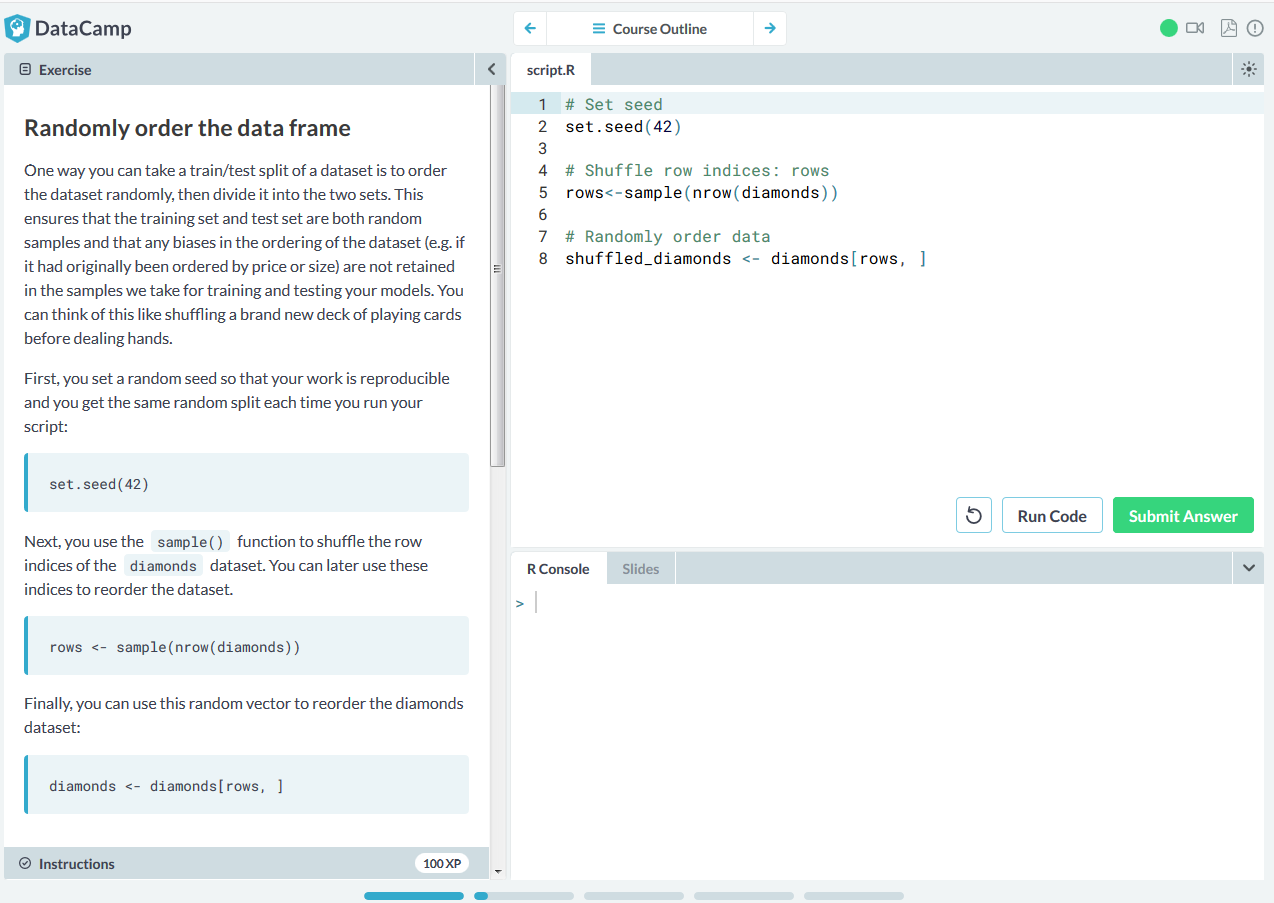 DataCamp
Course Outline
Exercise
script.R
Randomly order the data frame
One way you can take a train/test split of a dataset is to order
the dataset randomly, then divide it into the two sets. This
ensures that the training set and test set are both random
samples and that any biases in the ordering of the dataset (e.g. if
it had originally been ordered by price or size) are not retained
in the samples we take for training and testing your models. You
can think of this like shuffling a brand new deck of playing cards
before dealing hands.
First, you set a random seed so that your work is reproducible
and you get the same random split each time you run your
script:
set.seed(42)
Next, you use the sample() function to shuffle the row
indices of the diamonds dataset. You can later use these
indices to reorder the dataset.
rows <- sample(nrow(diamonds))
Finally, you can use this random vector to reorder the diamonds
dataset:
diamonds <- diamonds[rows, ]
Instructions
100 XP
1 # Set seed
2 set.seed(42)
3
4 # Shuffle row indices: rows
5 rows<-sample(nrow(diamonds))
6
7 # Randomly order data
8 shuffled_diamonds <- diamonds[rows, ]
Run Code
Submit Answer
R Console
Slides
>